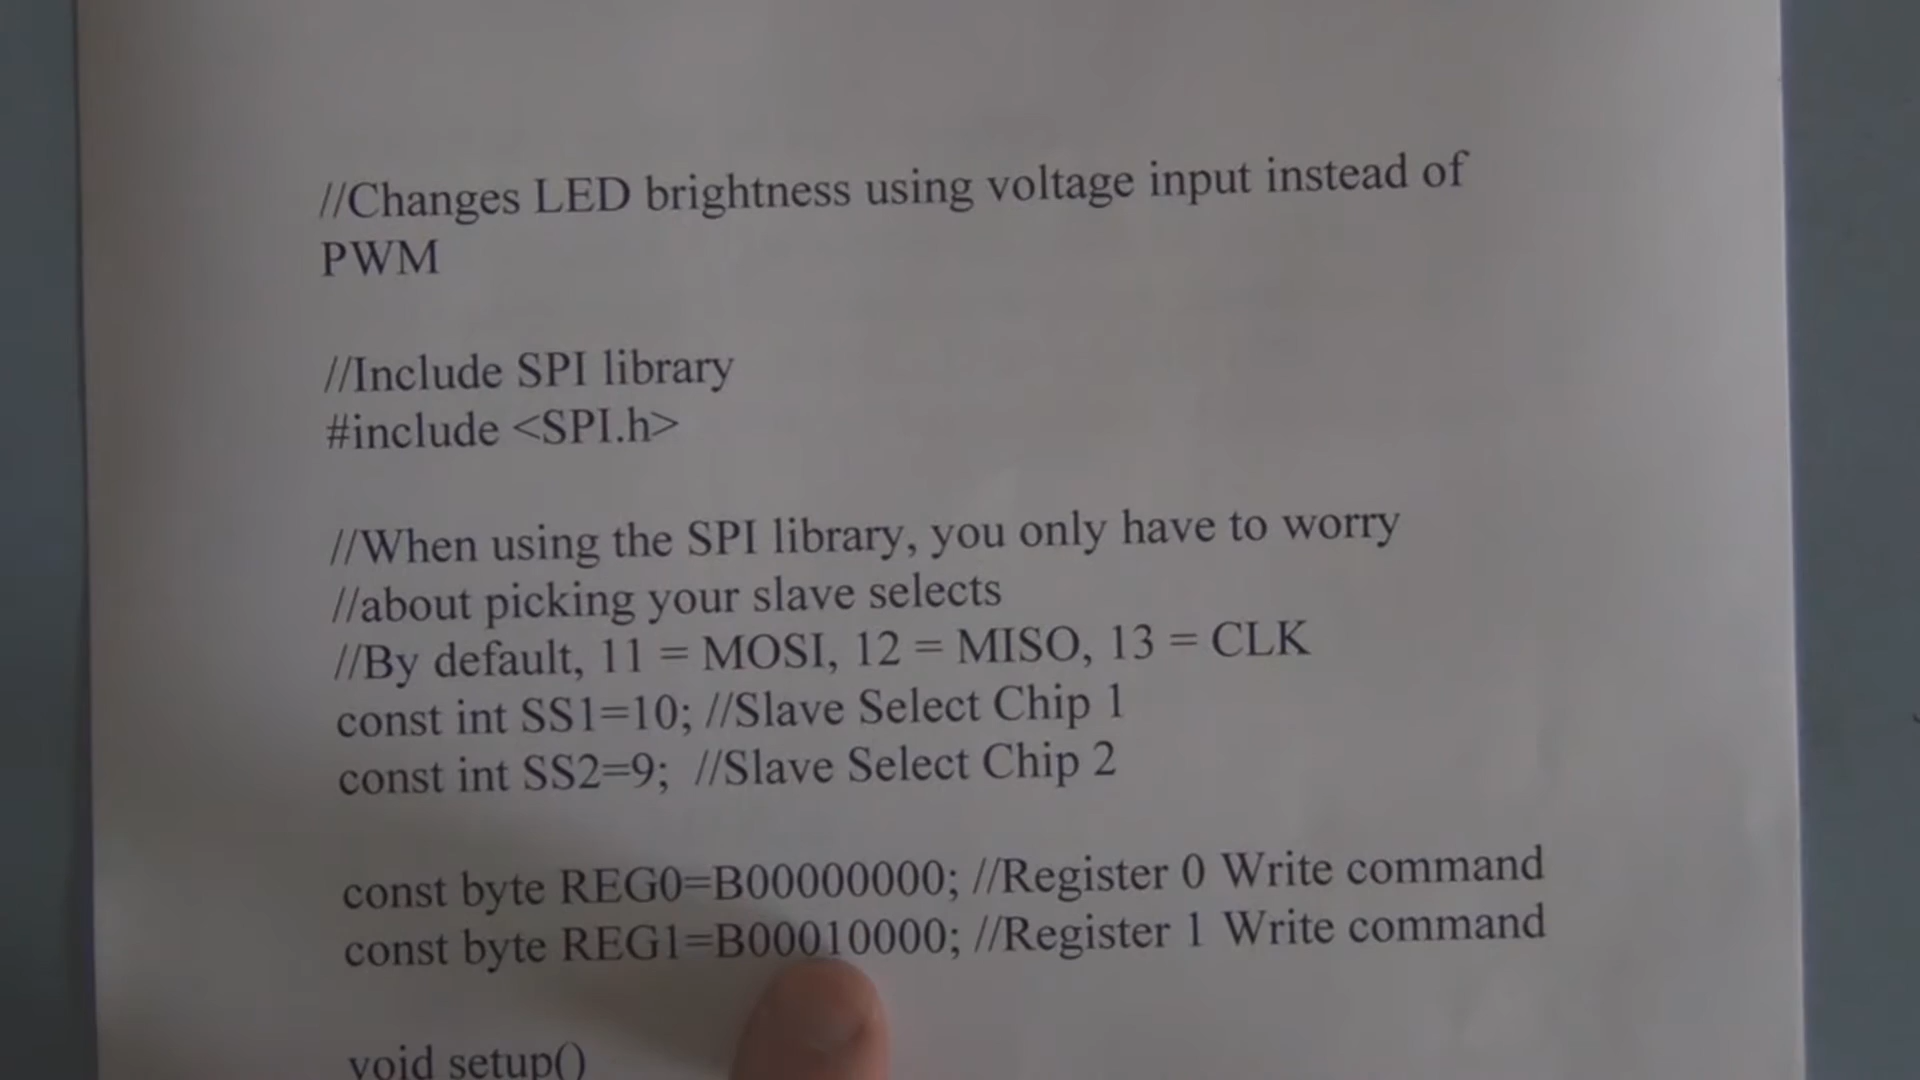 //Changes LED brightness using voltage input instead of
PWM
//Include SPI library
#include <SPI.h>
//When using the SPI library, you only have to worry
//about picking your slave selects
//By default, 11 = MOSI, 12 = MISO, 13 = CLK
const int SS1=10; //Slave Select Chip 1
const int SS2=9;  //Slave Select Chip 2
const byte REG0=B00000000; //Register 0 Write command
const byte REG1=B00010000; //Register 1 Write command
void setup()